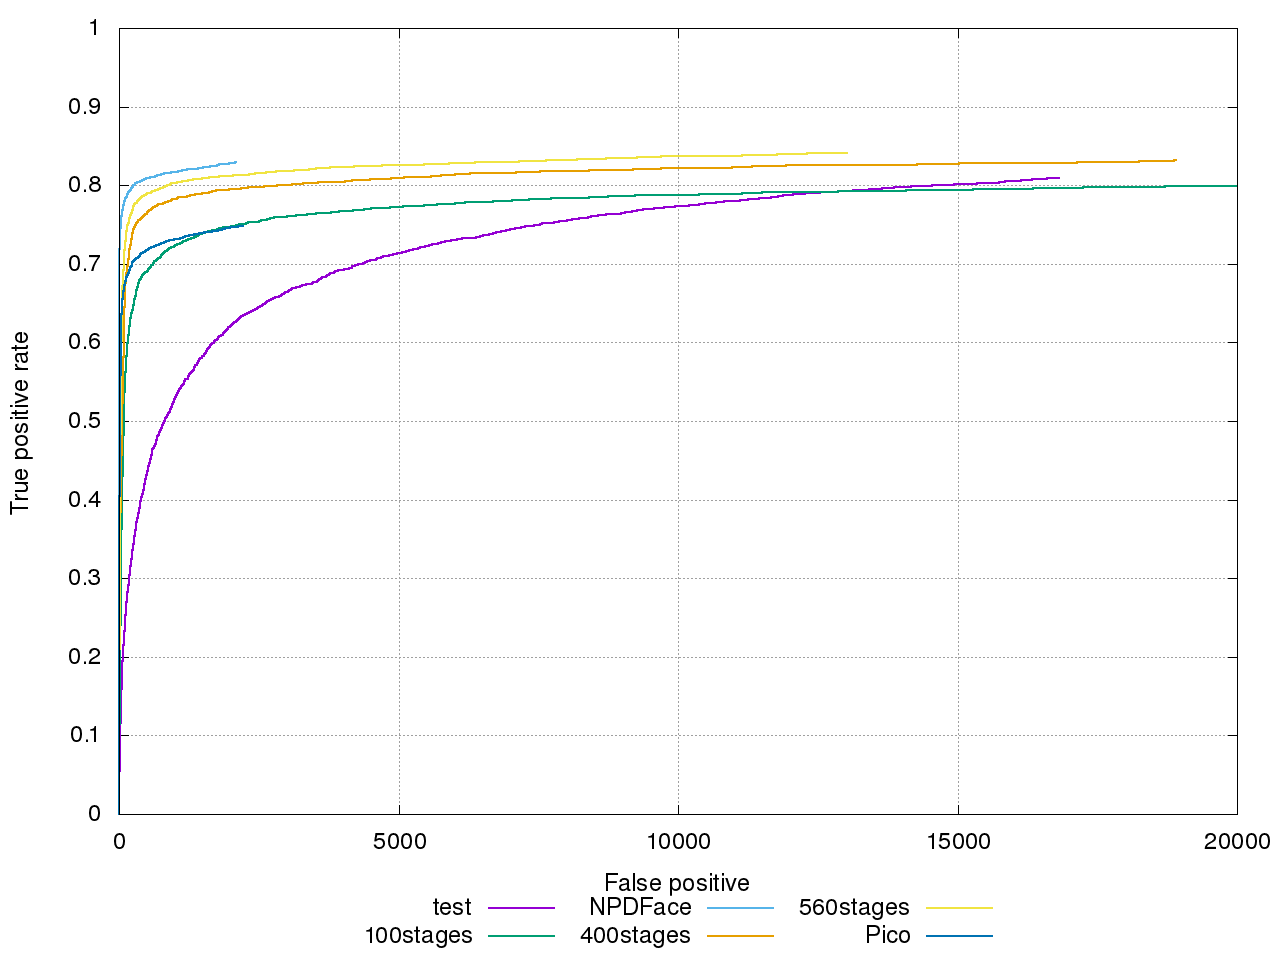 1
0.9
0.8
0.7
0.6
0.5
0.4
0.3
0.2
0.1
0
True positive rate
0 5000 10000 15000 20000
False positive
test NPDFace 560stages
100stages 400stages Pico